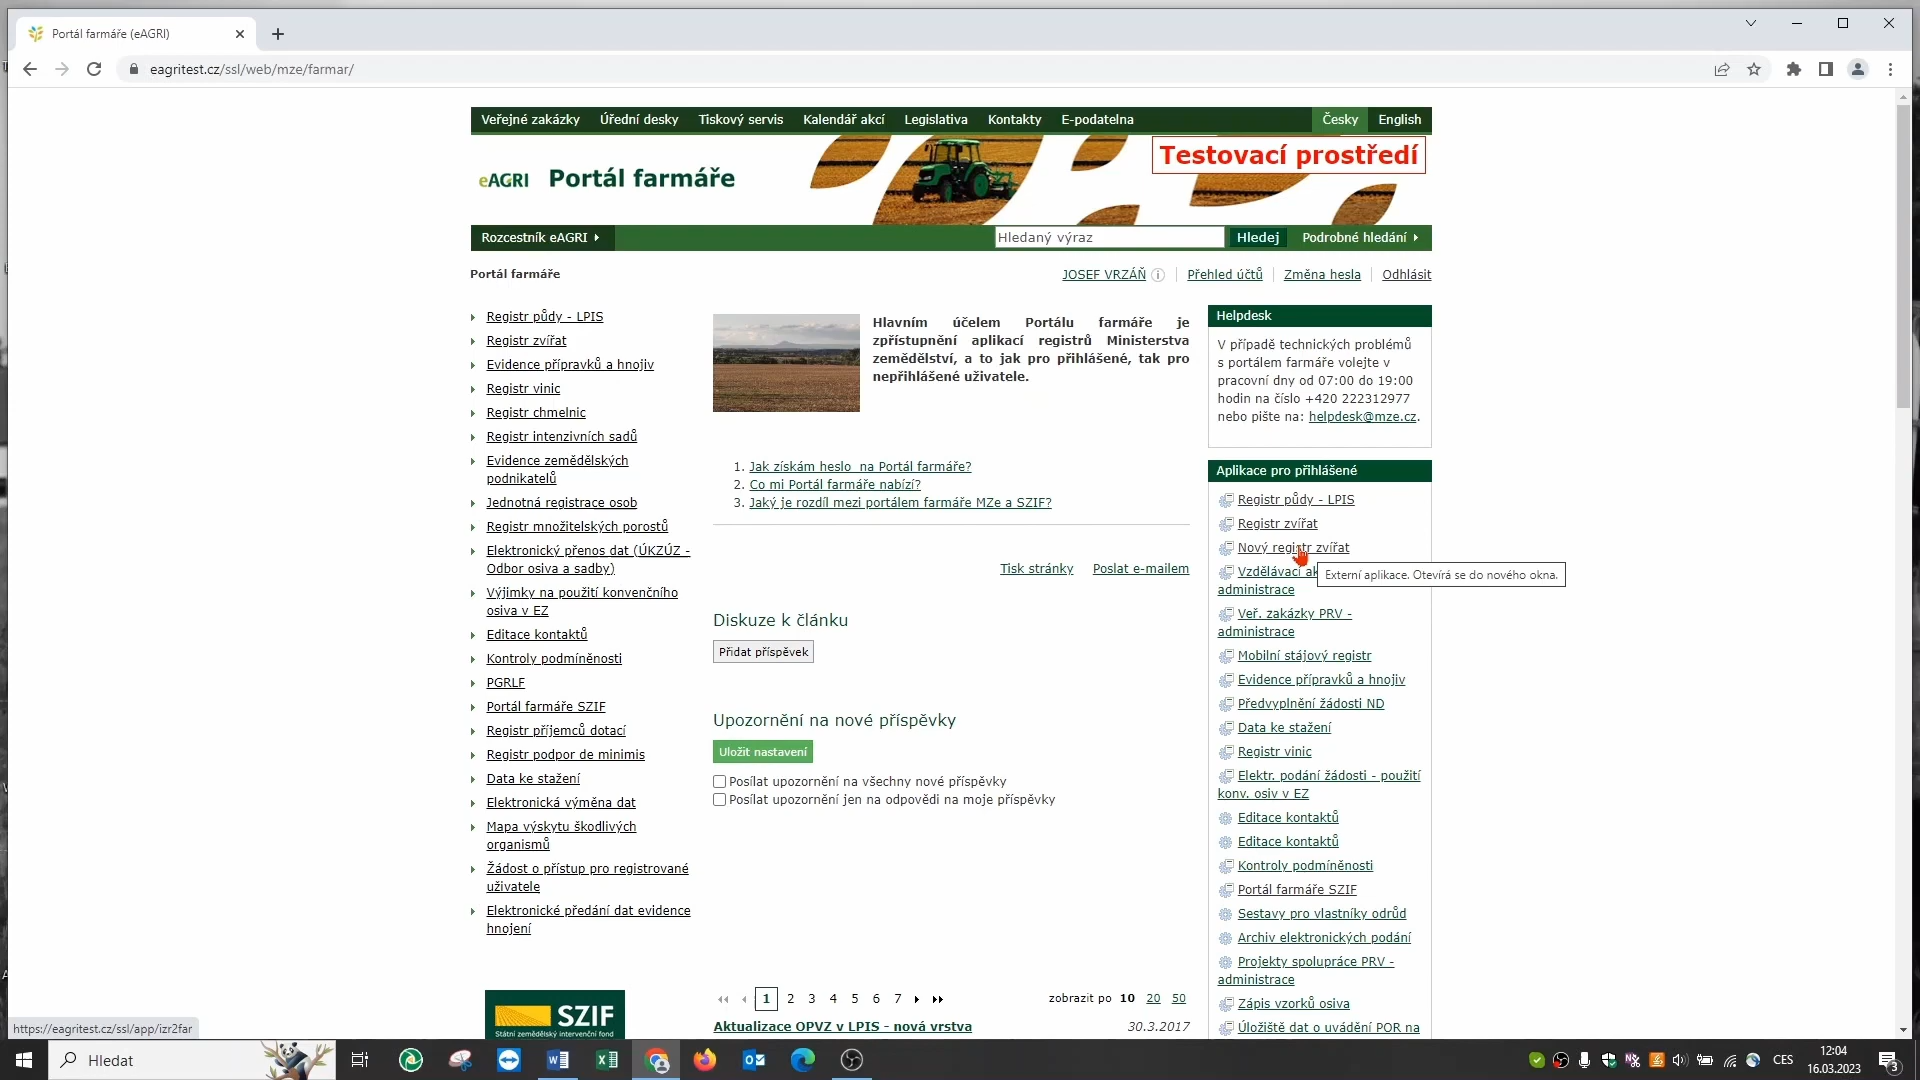 Portál farmáře (eAGRI)
eagritest.cz/ssl/web/mze/farmar/
Veřejné zakázky Úřední desky Tiskový servis Kalendář akcí Legislativa Kontakty E-podatelna Česky English
Testovací prostředí
eAGRI Portál farmáře
Rozcestník eAGRI Hledaný výraz Hledej Podrobné hledání
Portál farmáře JOSEF VRZÁŇ Přehled účtů Změna hesla Odhlásit
Registr půdy - LPIS
Registr zvířat
Evidence přípravků a hnojiv
Registr vinic
Registr chmelnic
Registr intenzivních sadů
Evidence zemědělských
podnikatelů
Jednotná registrace osob
Registr množitelských porostů
Elektronický přenos dat (ÚKZÚZ -
Odbor osiva a sadby)
Výjimky na použití konvenčního
osiva v EZ
Editace kontaktů
Kontroly podmíněnosti
PGRLF
Portál farmáře SZIF
Registr příjemců dotací
Registr podpor de minimis
Data ke stažení
Elektronická výměna dat
Mapa výskytu škodlivých
organismů
Žádost o přístup pro registrované
uživatele
Elektronické předání dat evidence
hnojení
SZIF
Státní zemědělský intervenční fond
Hlavním účelem Portálu farmáře je
zpřístupnění aplikací registrů Ministerstva
zemědělství, a to jak pro přihlášené, tak pro
nepřihlášené uživatele.
1. Jak získám heslo na Portál farmáře?
2. Co mi Portál farmáře nabízí?
3. Jaký je rozdíl mezi portálem farmáře MZe a SZIF?
Tisk stránky Poslat e-mailem
Diskuze k článku
Přidat příspěvek
Upozornění na nové příspěvky
Uložit nastavení
Posílat upozornění na všechny nové příspěvky
Posílat upozornění jen na odpovědi na moje příspěvky
1 2 3 4 5 6 7 zobrazit po 10 20 50
Aktualizace OPVZ v LPIS - nová vrstva 30.3.2017
Helpdesk
V případě technických problémů
s portálem farmáře volejte v
pracovní dny od 07:00 do 19:00
hodin na číslo +420 222312977
nebo pište na: helpdesk@mze.cz.
Aplikace pro přihlášené
Registr půdy - LPIS
Registr zvířat
Nový registr zvířat
Externí aplikace. Otevírá se do nového okna.
Vzdělávací ak
administrace
Veř. zakázky PRV -
administrace
Mobilní stájový registr
Evidence přípravků a hnojiv
Předvyplnění žádosti ND
Data ke stažení
Registr vinic
Elektr. podání žádosti - použití
konv. osiv v EZ
Editace kontaktů
Editace kontaktů
Kontroly podmíněnosti
Portál farmáře SZIF
Sestavy pro vlastníky odrůd
Archiv elektronických podání
Projekty spolupráce PRV -
administrace
Zápis vzorků osiva
Úložiště dat o uvádění POR na
https://eagritest.cz/ssl/app/izr2far
Hledat
CES
12:04
16.03.2023
3